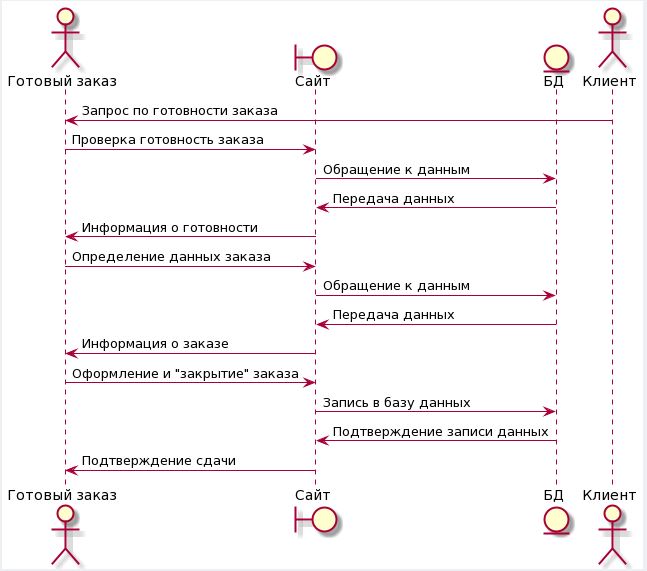 Готовый заказ Сайт БД Клиент
Запрос по готовности заказа
Проверка готовность заказа
Обращение к данным
Передача данных
Информация о готовности
Определение данных заказа
Обращение к данным
Передача данных
Информация о заказе
Оформление и "закрытие" заказа
Запись в базу данных
Подтверждение записи данных
Подтверждение сдачи
Готовый заказ Сайт БД Клиент